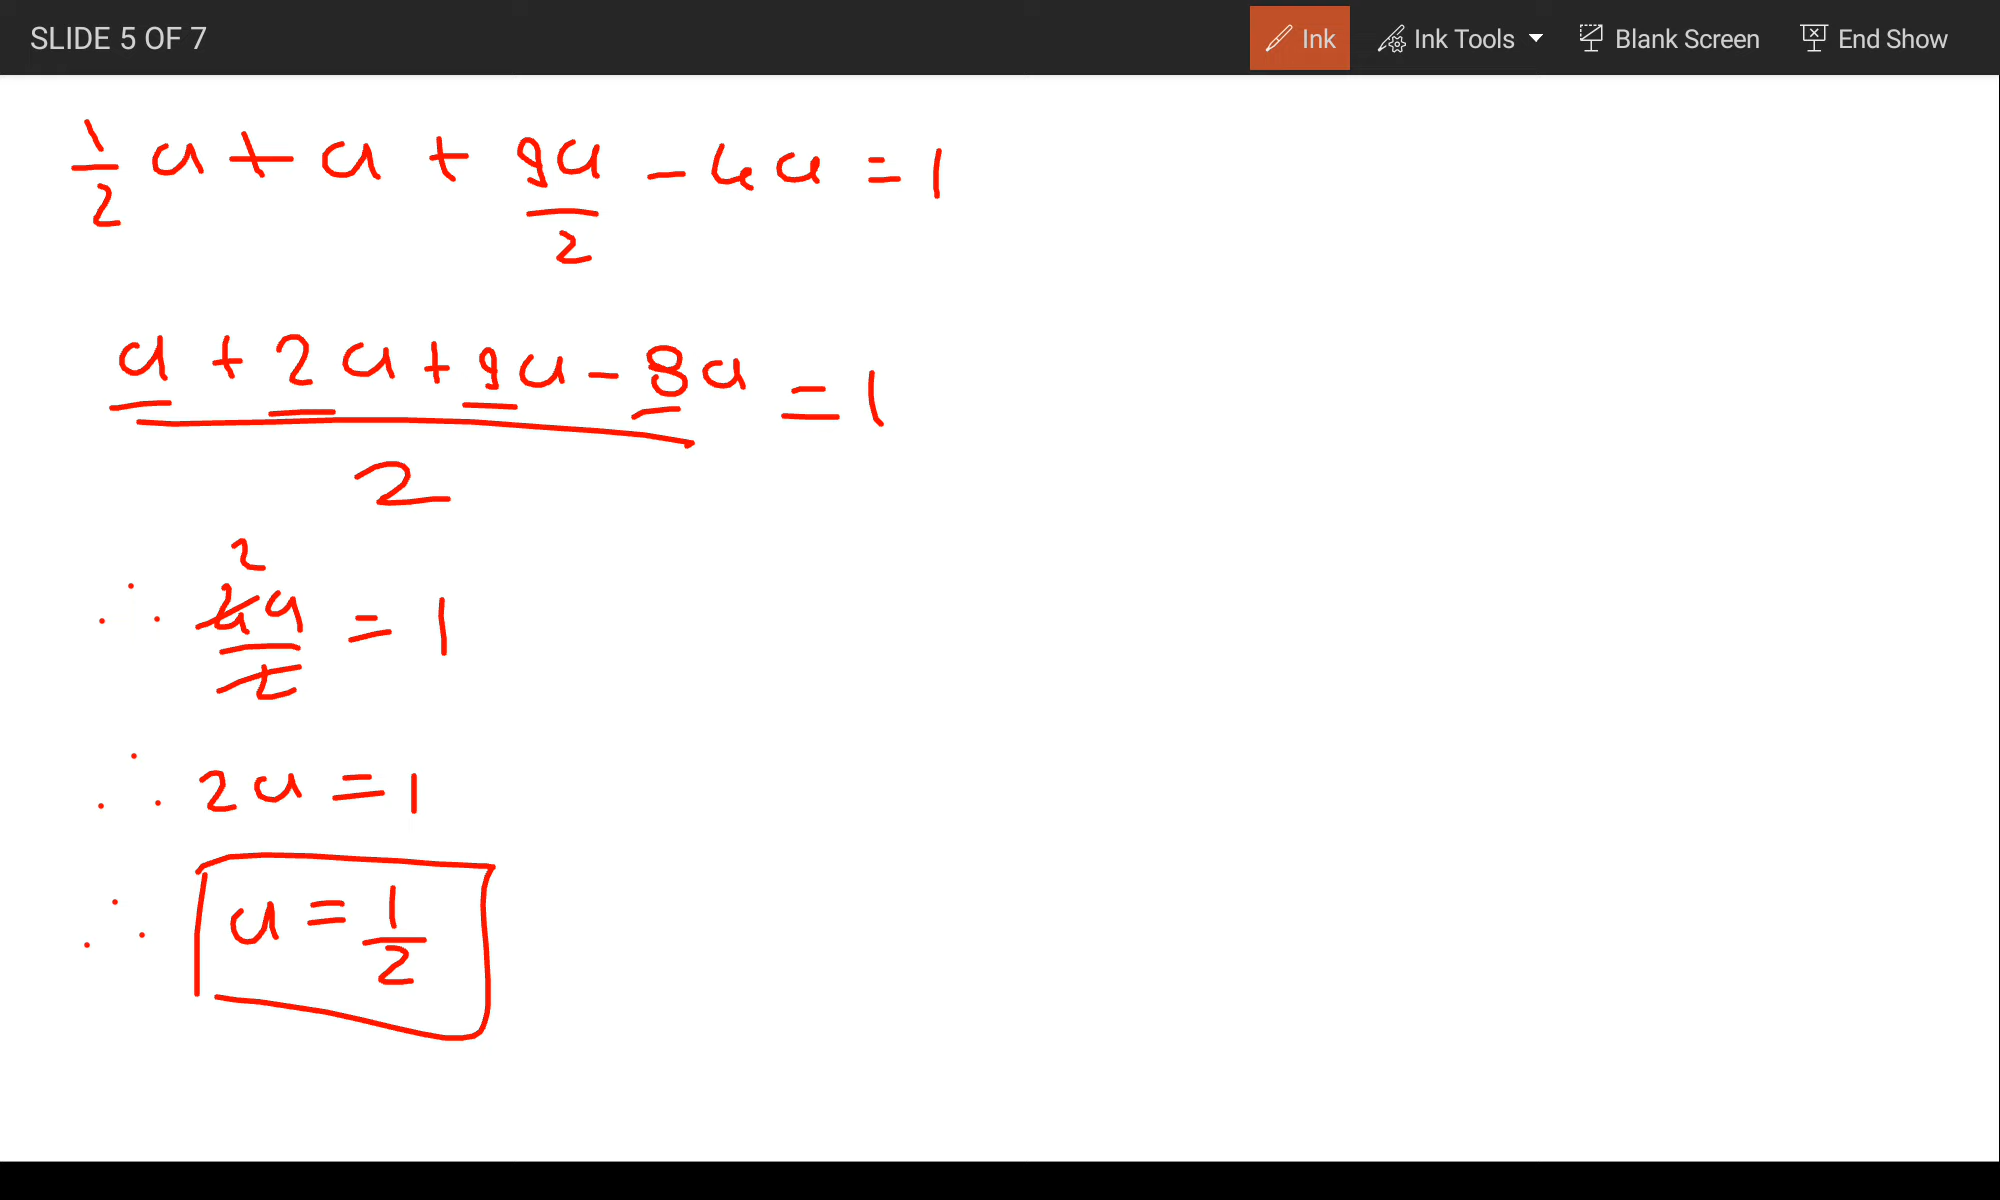 SLIDE 5 OF 7 Ink Ink Tools Blank Screen End Show
1/2 a + a + 9a/2 - 4a = 1
(a + 2a + 9a - 8a)/2 = 1
2
∴ 4a/2 = 1
∴ 2a = 1
∴ a = 1/2